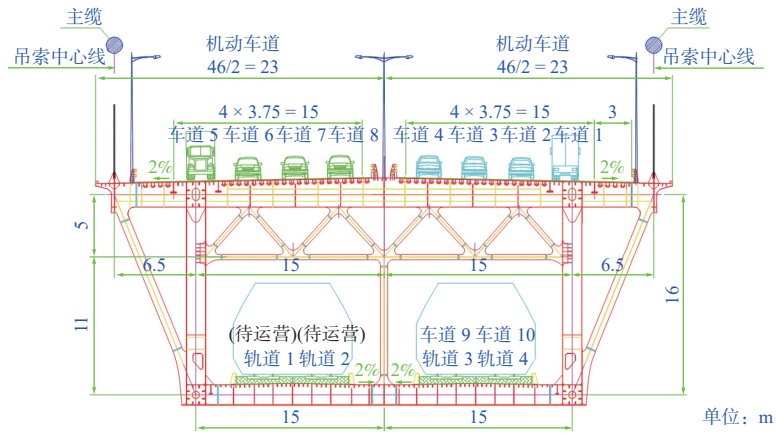 主缆
主缆
吊索中心线
机动车道
机动车道
吊索中心线
46/2 = 23
46/2 = 23
4 × 3.75 = 15
4 × 3.75 = 15
3
车道 5 车道 6 车道 7 车道 8
车道 4 车道 3 车道 2 车道 1
2%
2%
5
6.5
15
15
6.5
11
16
(待运营)(待运营)
车道 9 车道 10
轨道 1 轨道 2
轨道 3 轨道 4
2%
2%
15
15
单位：m